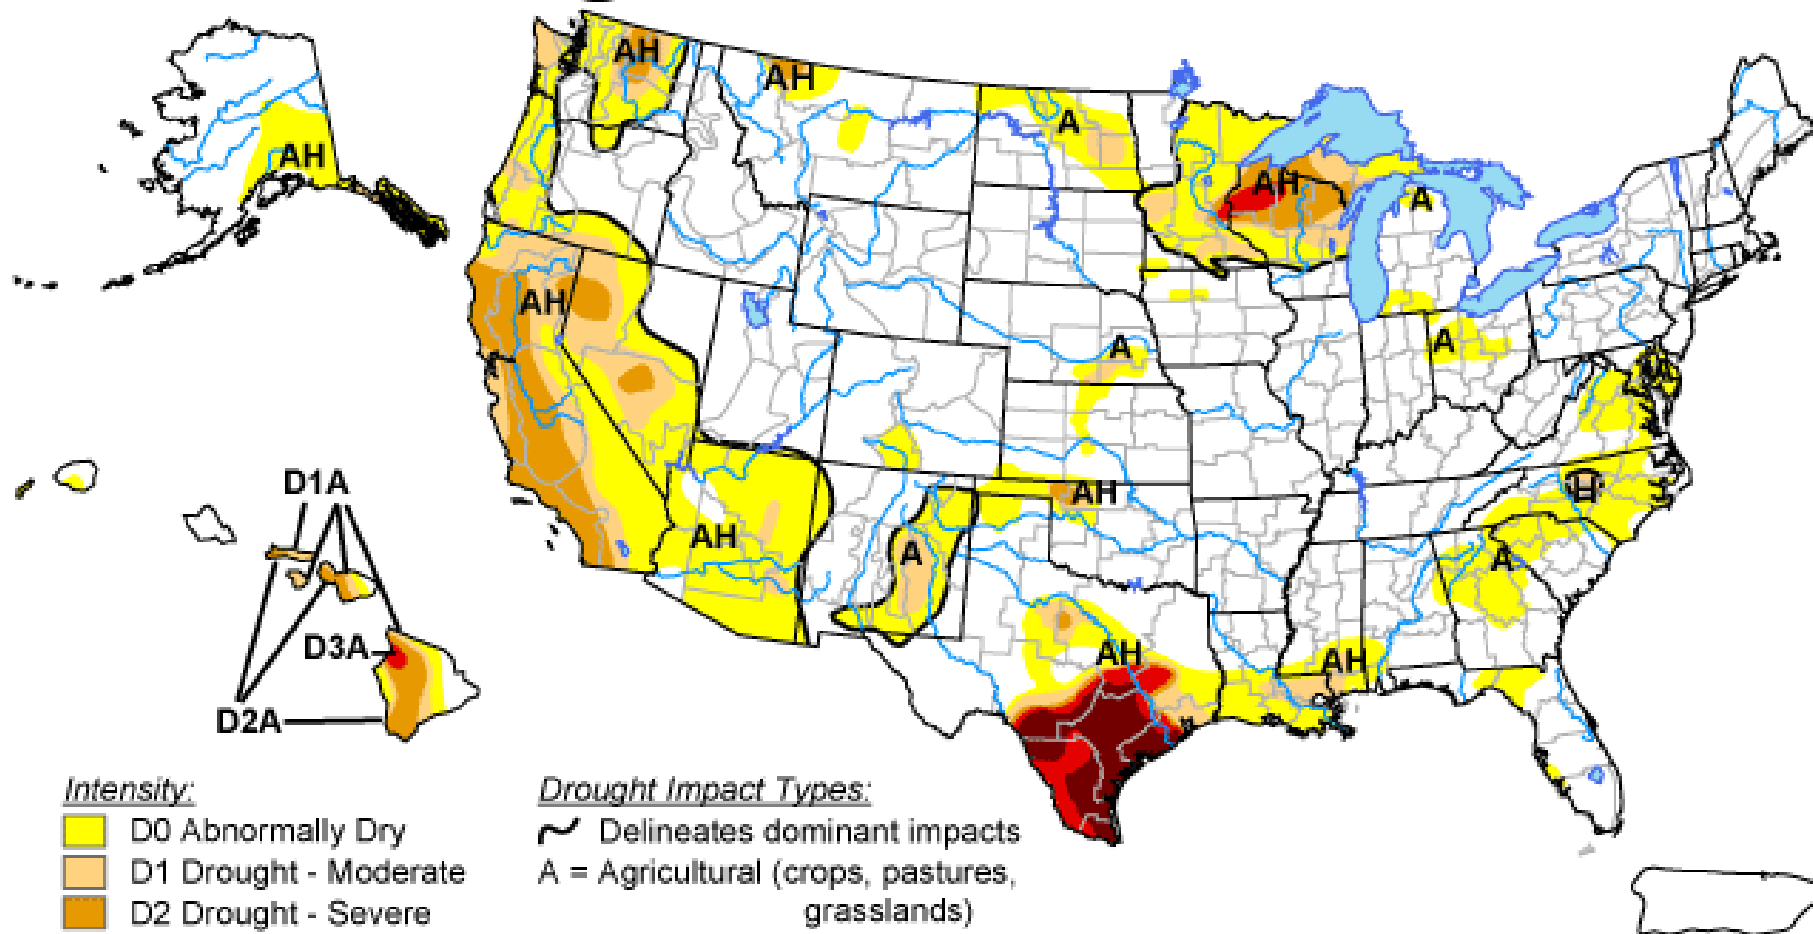 AH
AH
A
AH
AH
A
AH
A
A
AH
H
AH
A
A
AH
AH
D1A
D3A
D2A
Intensity:
D0 Abnormally Dry
D1 Drought - Moderate
D2 Drought - Severe
Drought Impact Types:
Delineates dominant impacts
A = Agricultural (crops, pastures,
grasslands)